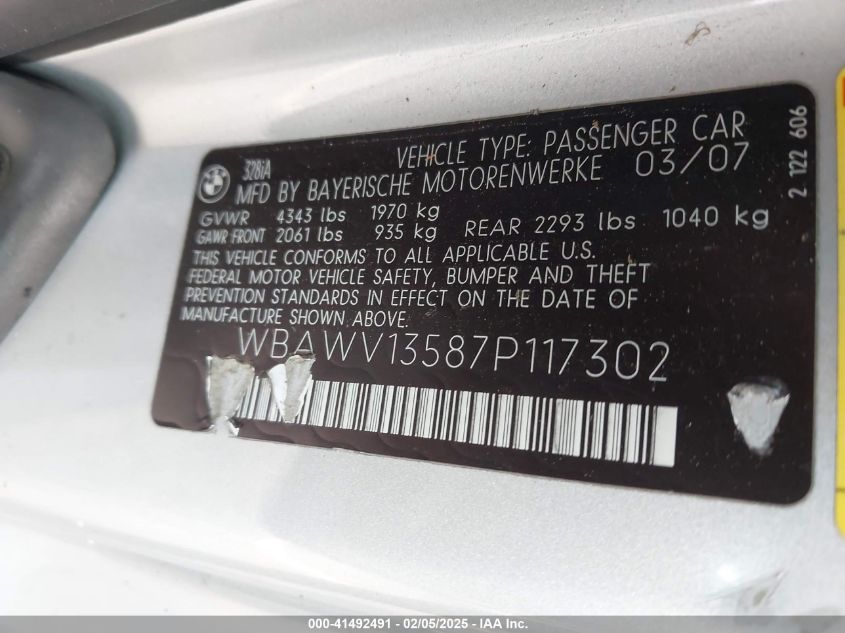 BMW
328iA
VEHICLE TYPE: PASSENGER CAR
MFD BY BAYERISCHE MOTORENWERKE 03/07
GVWR 4343 lbs 1970 kg
GAWR FRONT 2061 lbs 935 kg REAR 2293 lbs 1040 kg
THIS VEHICLE CONFORMS TO ALL APPLICABLE U.S.
FEDERAL MOTOR VEHICLE SAFETY, BUMPER AND THEFT
PREVENTION STANDARDS IN EFFECT ON THE DATE OF
MANUFACTURE SHOWN ABOVE.
WBAWV13587P117302
2 122 606
000-41492491 - 02/05/2025 - IAA Inc.